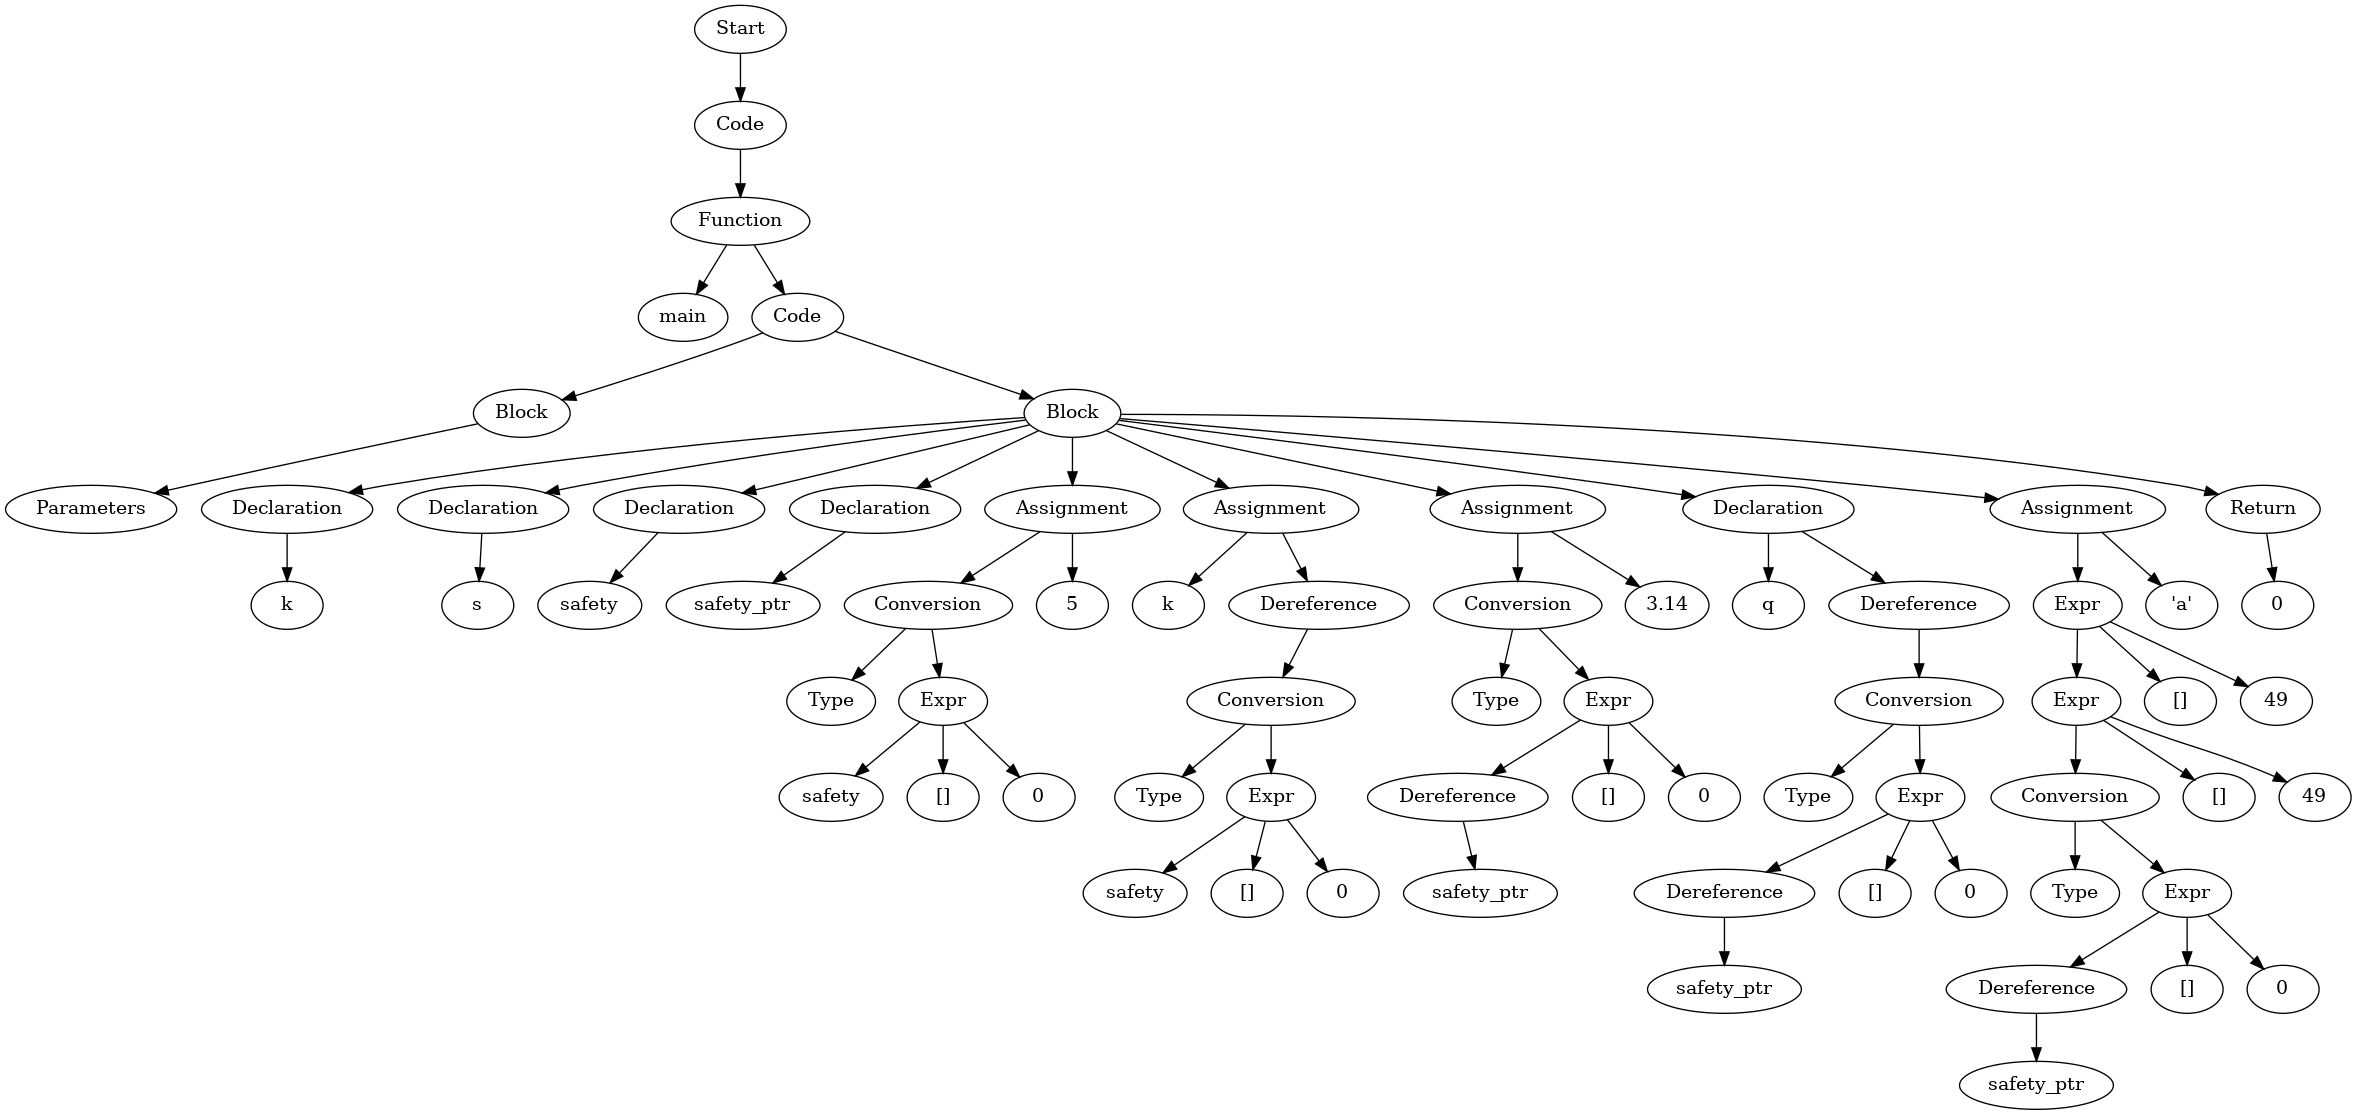 Start
Code
Function
main
Code
Block
Block
Parameters
Declaration
Declaration
Declaration
Declaration
Assignment
Assignment
Assignment
Declaration
Assignment
Return
k
s
safety
safety_ptr
Conversion
5
k
Dereference
Conversion
3.14
q
Dereference
Expr
'a'
0
Type
Expr
Conversion
Type
Expr
Conversion
Expr
[]
49
safety
[]
0
Type
Expr
Dereference
[]
0
Type
Expr
Conversion
[]
49
safety
[]
0
safety_ptr
Dereference
[]
0
Type
Expr
safety_ptr
Dereference
[]
0
safety_ptr